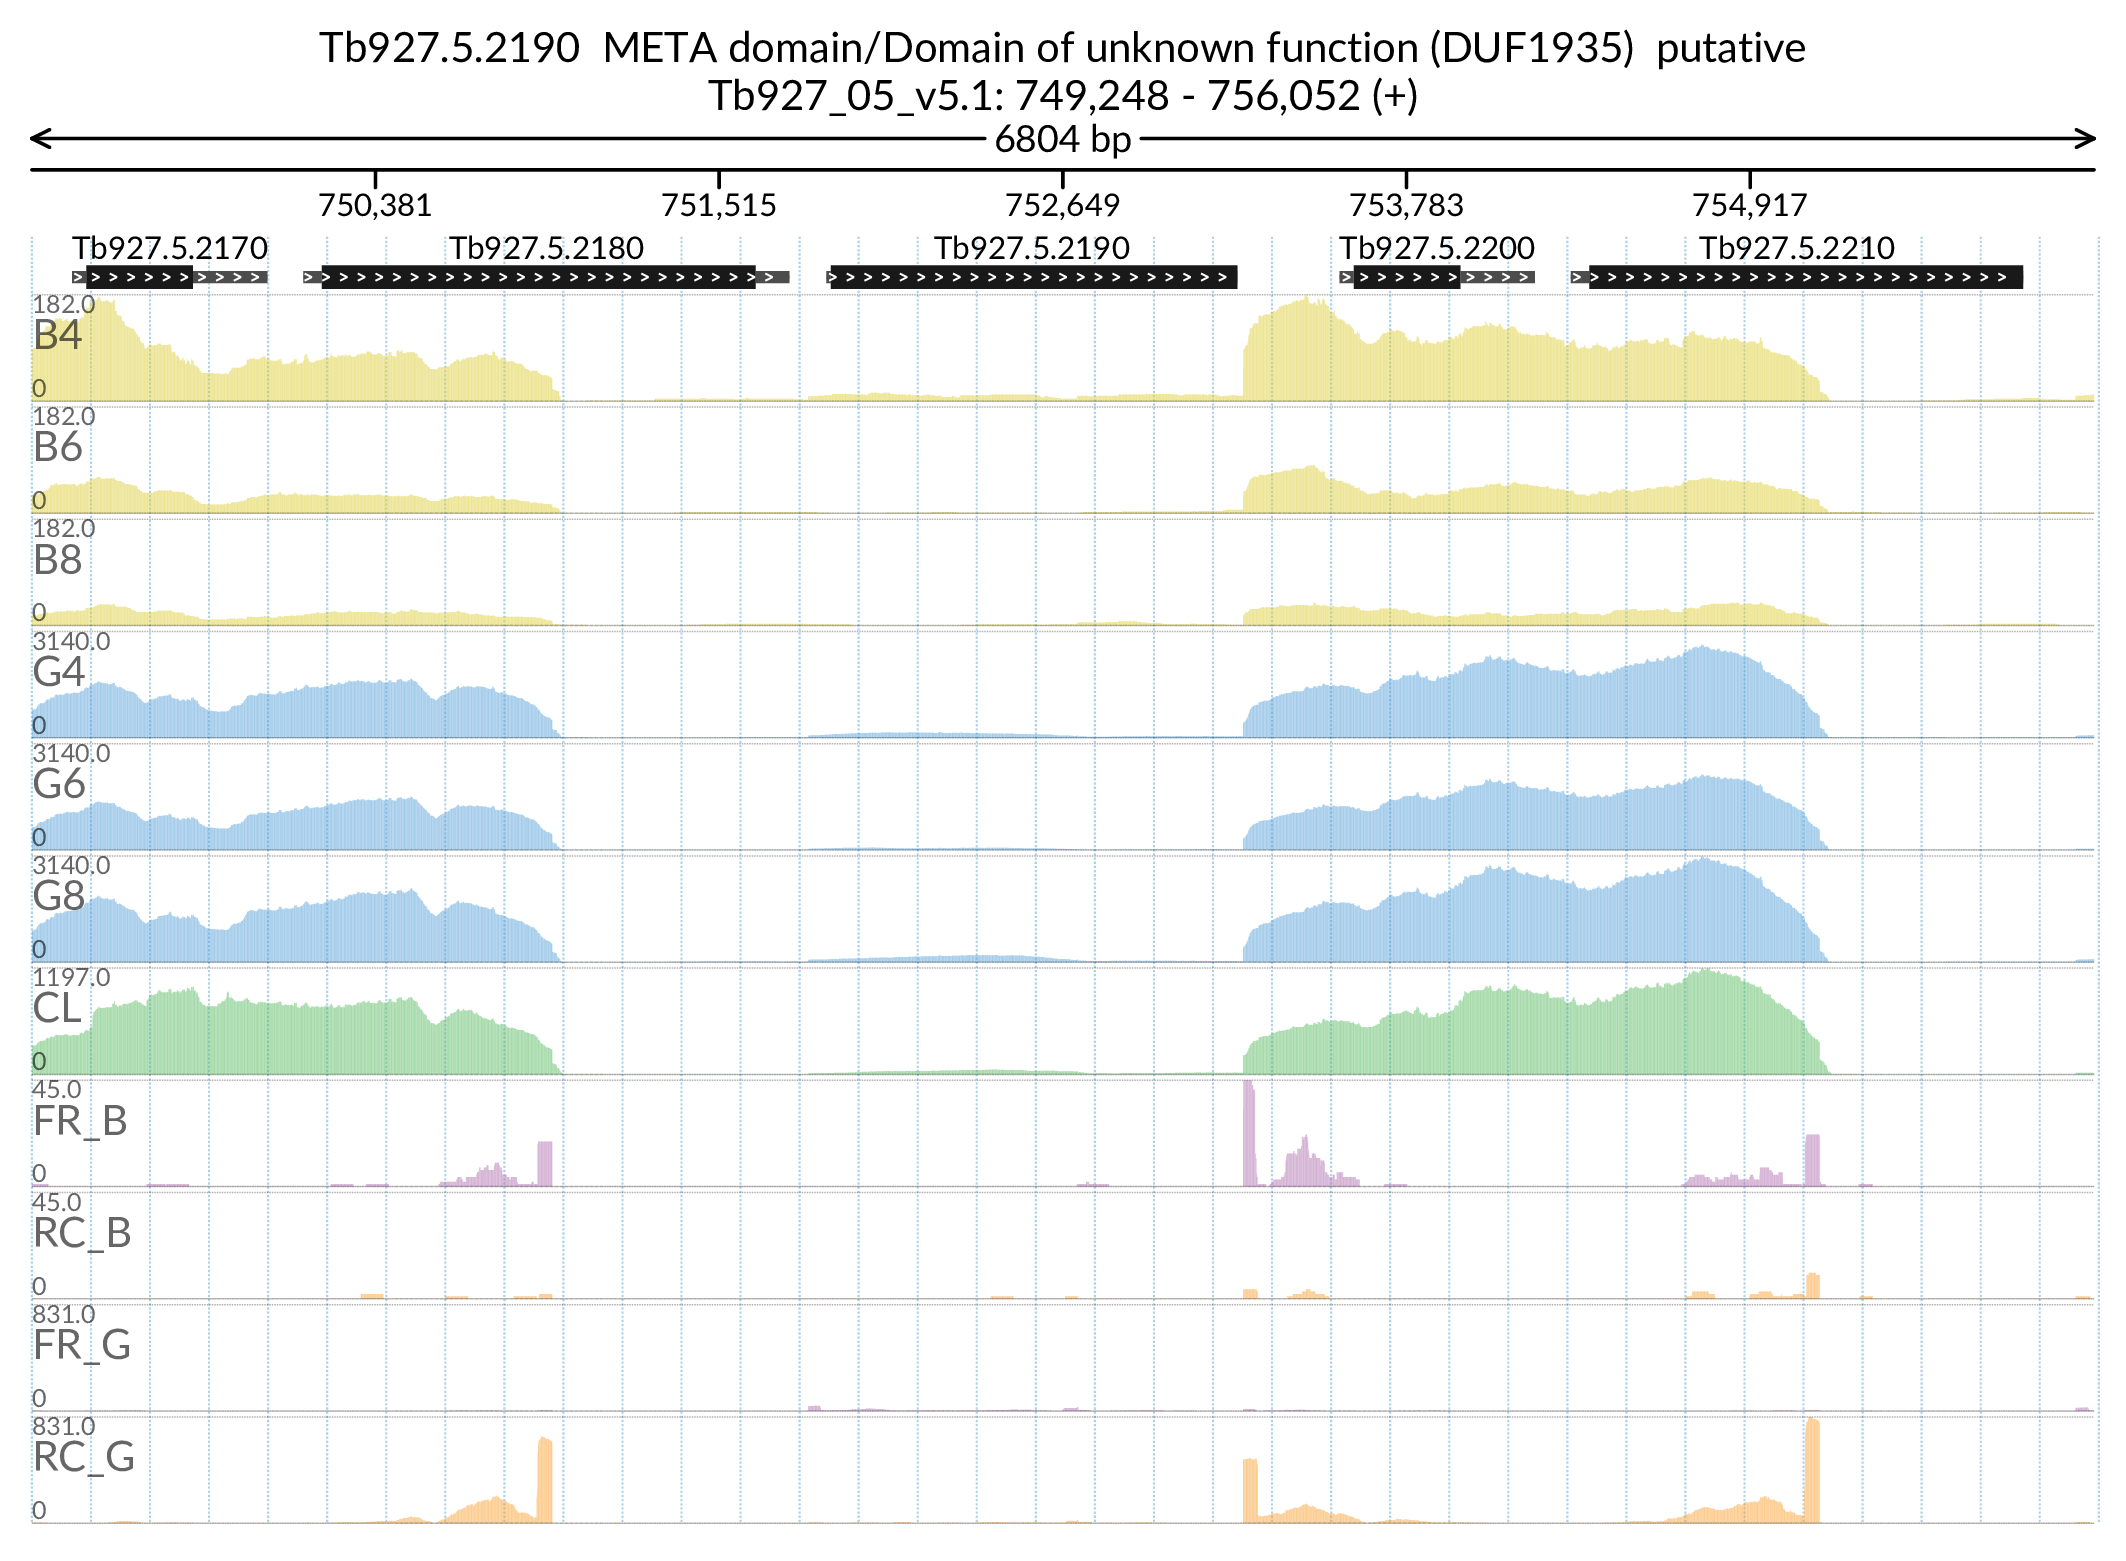 Tb927.5.2190  META domain/Domain of unknown function (DUF1935)  putative
Tb927_05_v5.1: 749,248 - 756,052 (+)
6804 bp
750,381 751,515 752,649 753,783 754,917
Tb927.5.2170 Tb927.5.2180 Tb927.5.2190 Tb927.5.2200 Tb927.5.2210
182.0
B4
0
182.0
B6
0
182.0
B8
0
3140.0
G4
0
3140.0
G6
0
3140.0
G8
0
1197.0
CL
0
45.0
FR_B
0
45.0
RC_B
0
831.0
FR_G
0
831.0
RC_G
0